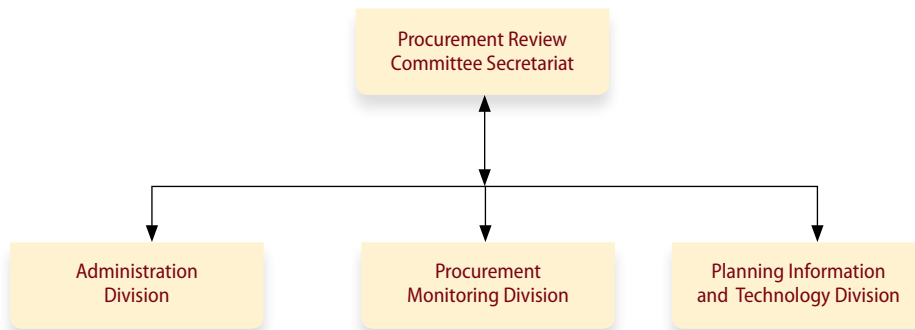 Procurement Review
Committee Secretariat
Administration
Division
Procurement
Monitoring Division
Planning Information
and Technology Division